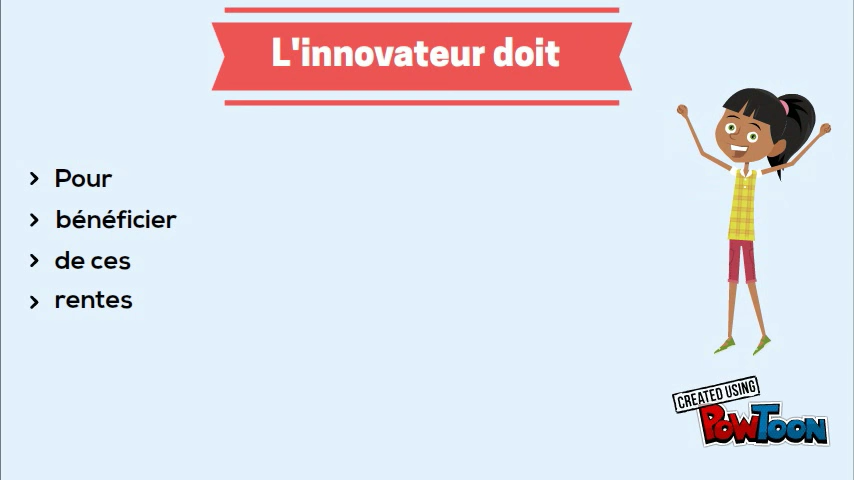 L'innovateur doit
Pour
bénéficier
de ces
rentes
CREATED USING
POWTOON